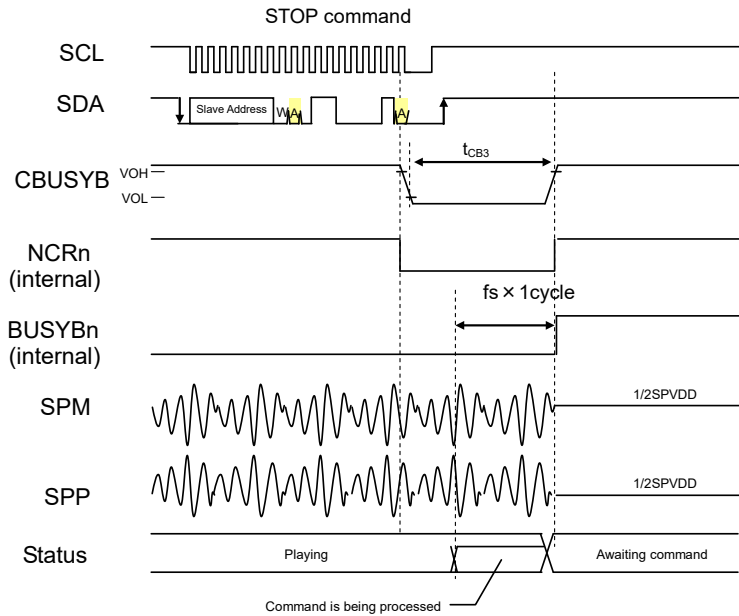 STOP command
SCL
SDA
Slave Address
W
A
A
CBUSYB
VOH
VOL
tCB3
NCRn
(internal)
fs × 1cycle
BUSYBn
(internal)
SPM
1/2SPVDD
SPP
1/2SPVDD
Status
Playing
Awaiting command
Command is being processed